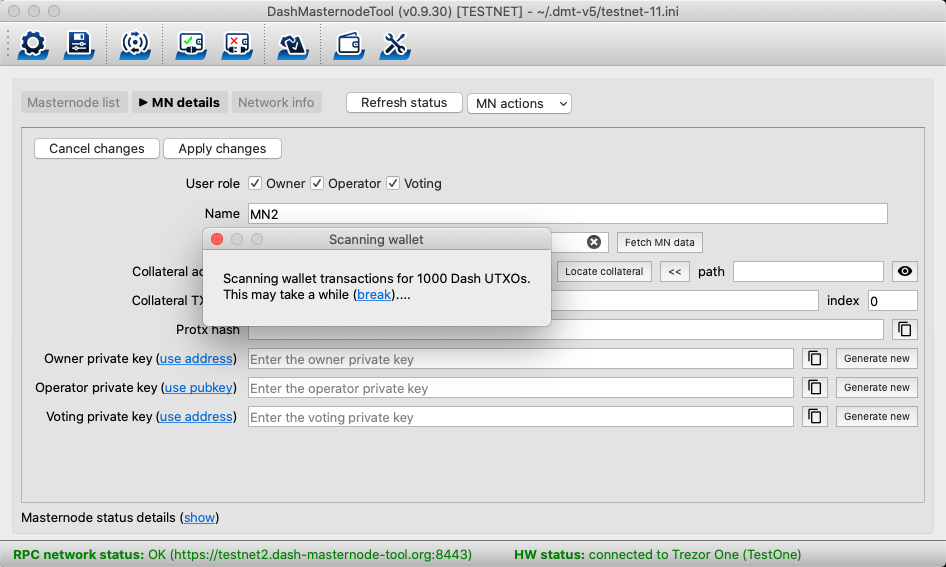 DashMasternodeTool (v0.9.30) [TESTNET] - ~/.dmt-v5/testnet-11.ini
Masternode list ▶ MN details Network info Refresh status MN actions
Cancel changes Apply changes
User role Owner Operator Voting
Name MN2
Scanning wallet
Fetch MN data
Scanning wallet transactions for 1000 Dash UTXOs.
This may take a while (break)....
Collateral Locate collateral << path
Collateral TX index 0
Protx hash
Owner private key (use address) Enter the owner private key Generate new
Operator private key (use pubkey) Enter the operator private key Generate new
Voting private key (use address) Enter the voting private key Generate new
Masternode status details (show)
RPC network status: OK (https://testnet2.dash-masternode-tool.org:8443) HW status: connected to Trezor One (TestOne)